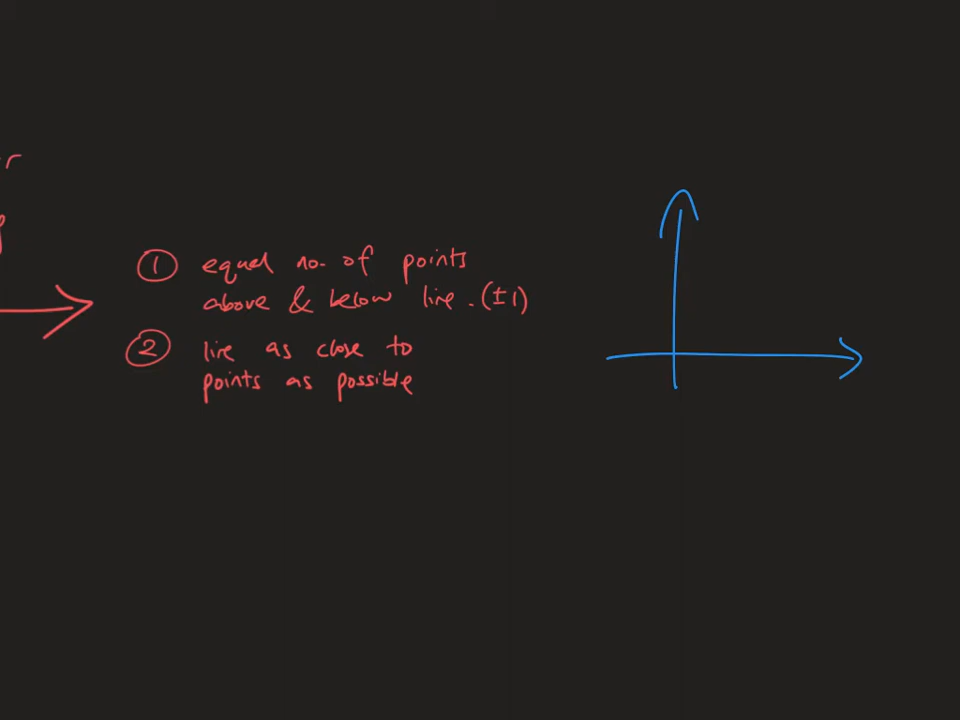 r
① equal no. of points
above & below line. (±1)
② line as close to
points as possible